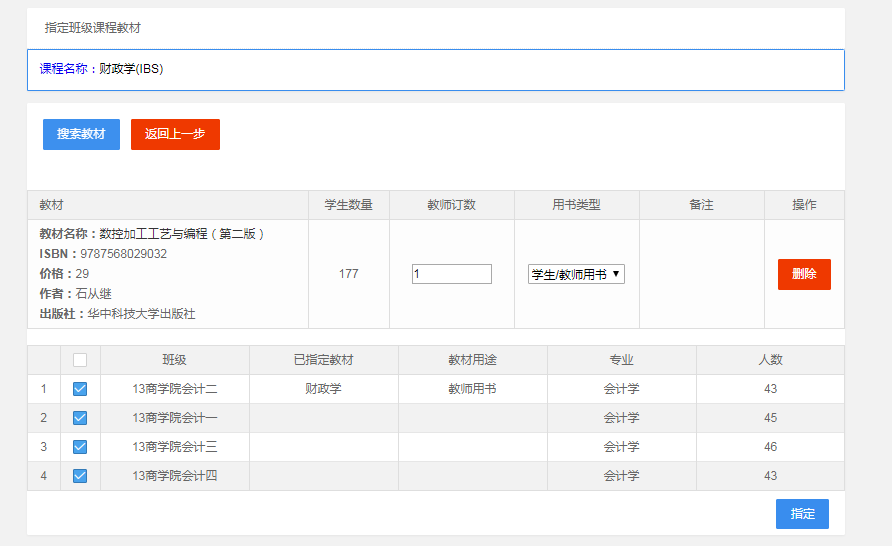 指定班级课程教材
课程名称：财政学(IBS)
搜索教材 返回上一步
教材 学生数量 教师订数 用书类型 备注 操作
教材名称：数控加工工艺与编程（第二版）
ISBN：9787568029032
价格：29
作者：石从继
出版社：华中科技大学出版社
177 1 学生/教师用书 删除
班级 已指定教材 教材用途 专业 人数
1 13商学院会计二 财政学 教师用书 会计学 43
2 13商学院会计一 会计学 45
3 13商学院会计三 会计学 46
4 13商学院会计四 会计学 43
指定